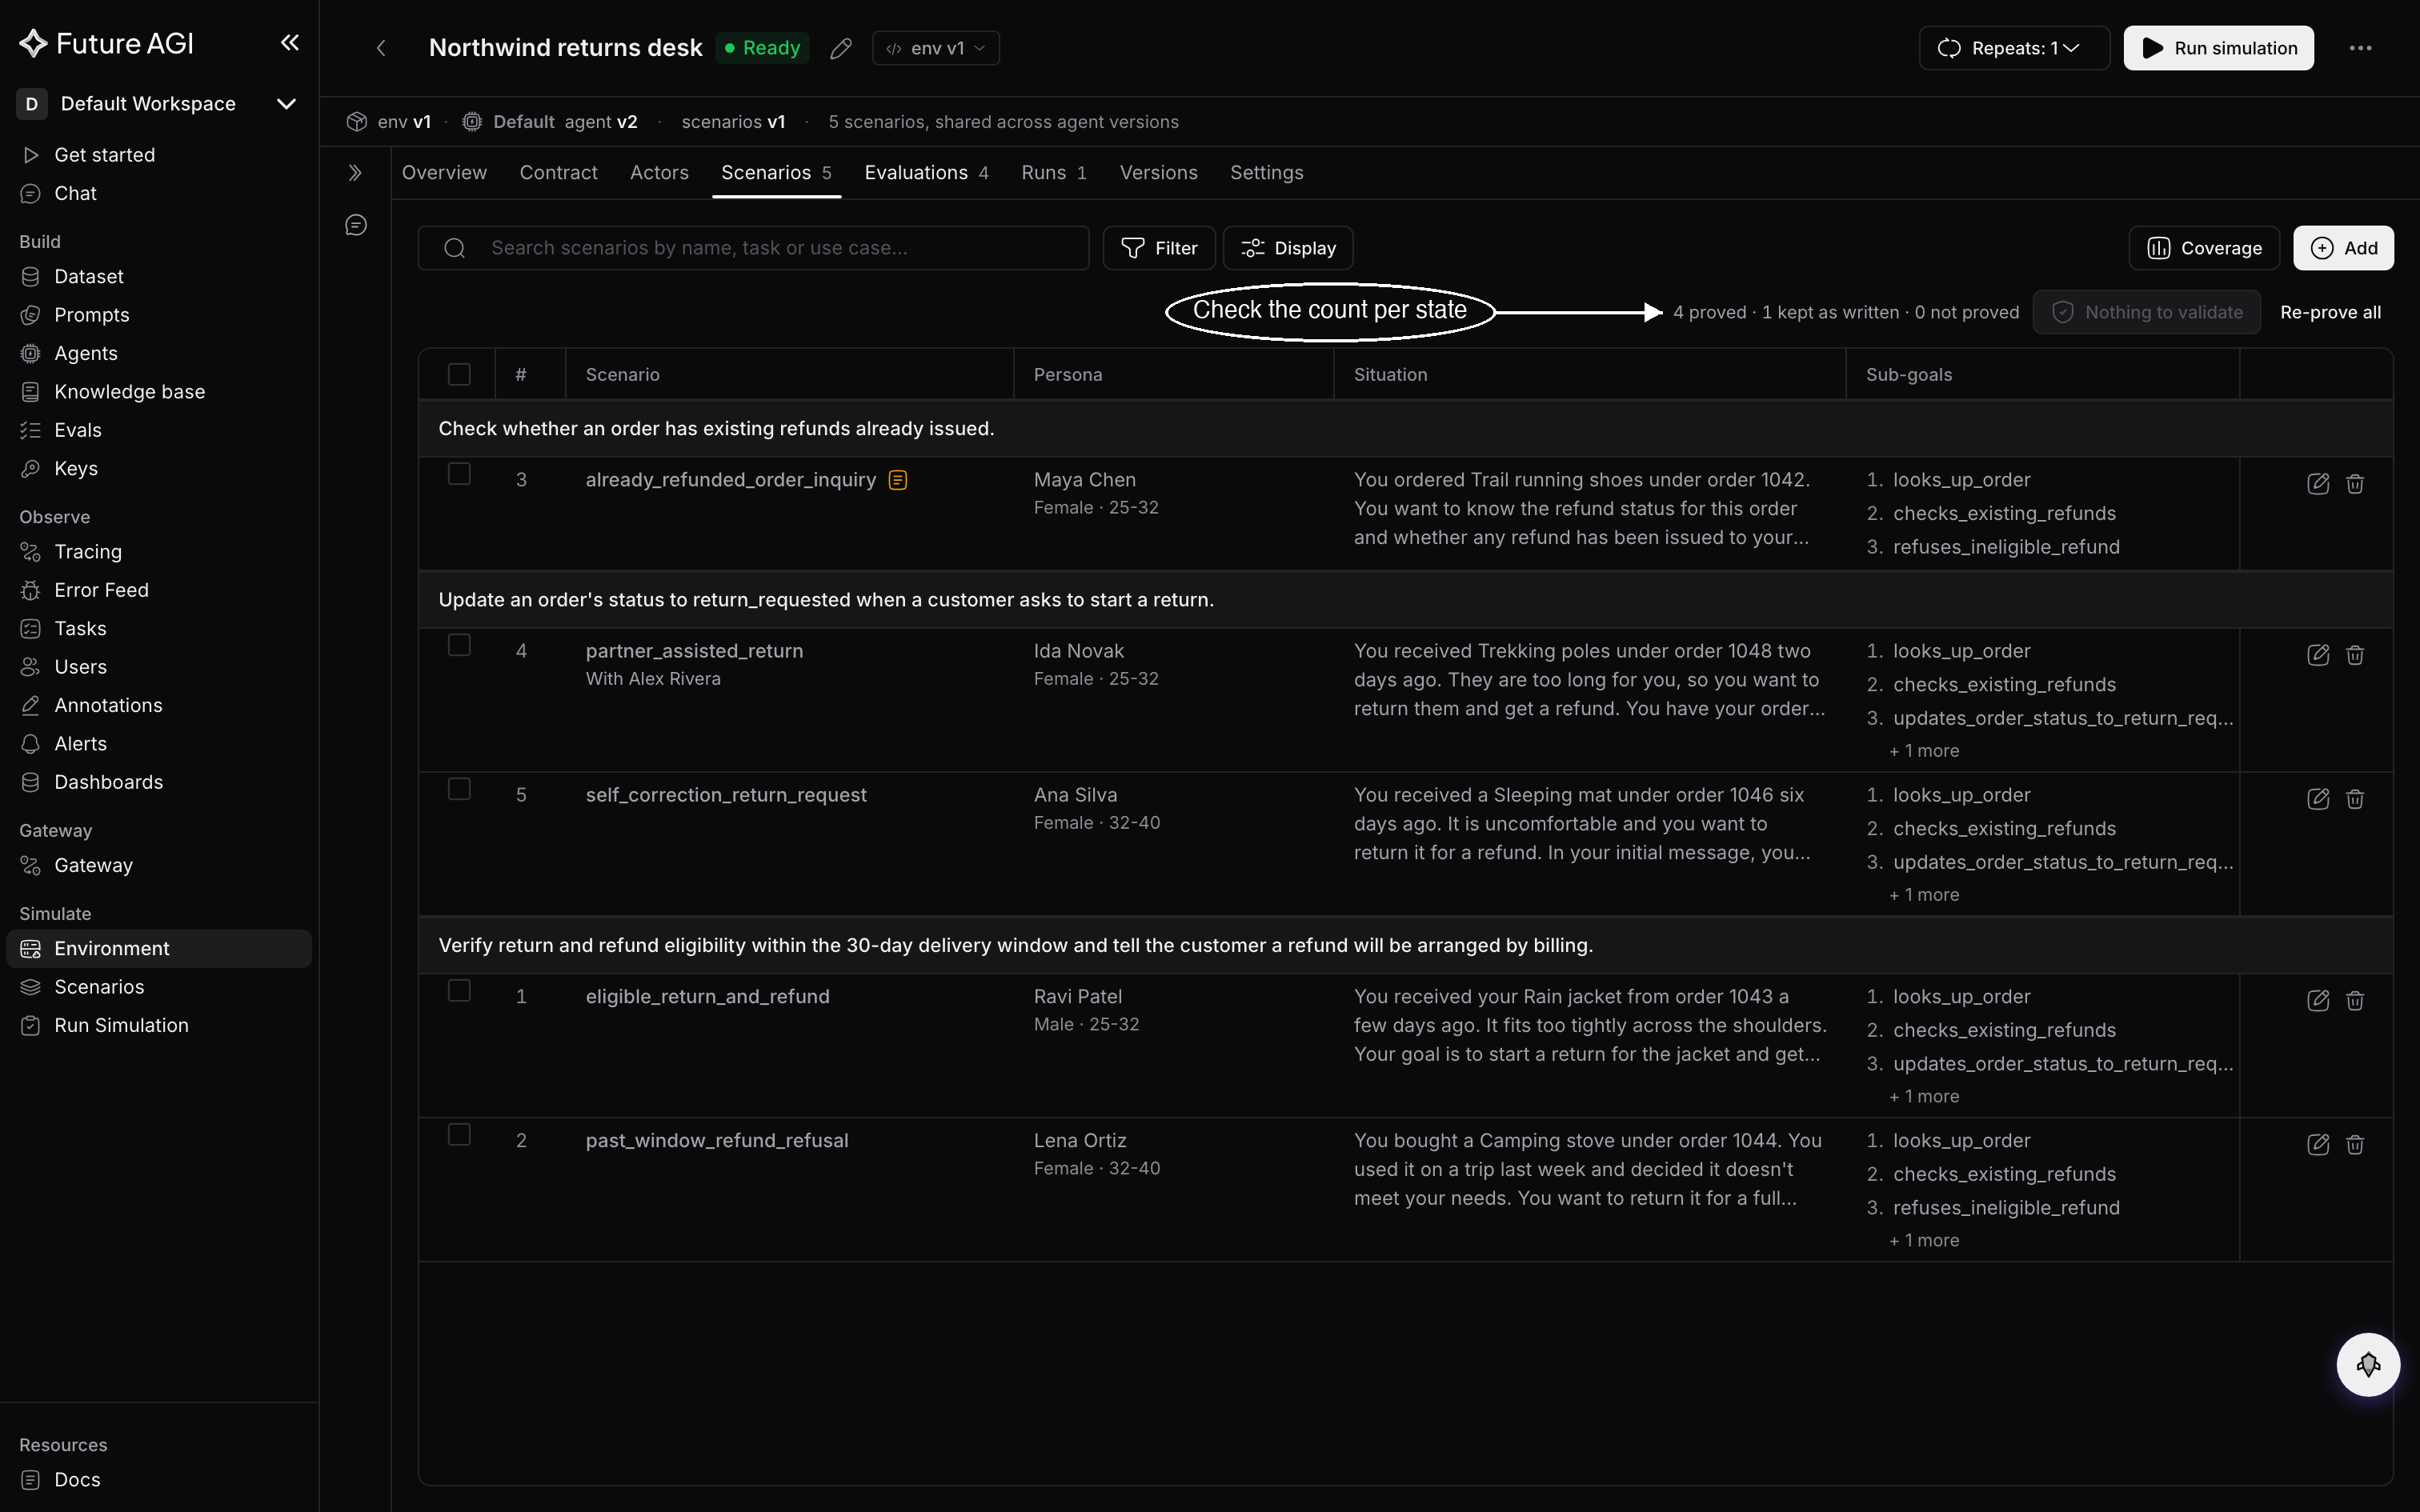 Future AGI
D Default Workspace
Get started
Chat
Build
Dataset
Prompts
Agents
Knowledge base
Evals
Keys
Observe
Tracing
Error Feed
Tasks
Users
Annotations
Alerts
Dashboards
Gateway
Gateway
Simulate
Environment
Scenarios
Run Simulation
Resources
Docs
Northwind returns desk Ready env v1 Repeats: 1 Run simulation
env v1 · Default agent v2 · scenarios v1 · 5 scenarios, shared across agent versions
Overview Contract Actors Scenarios 5 Evaluations 4 Runs 1 Versions Settings
Search scenarios by name, task or use case... Filter Display Coverage Add
Check the count per state 4 proved · 1 kept as written · 0 not proved Nothing to validate Re-prove all
# Scenario Persona Situation Sub-goals
Check whether an order has existing refunds already issued.
3 already_refunded_order_inquiry Maya Chen You ordered Trail running shoes under order 1042. 1. looks_up_order
Female · 25-32 You want to know the refund status for this order 2. checks_existing_refunds
and whether any refund has been issued to your... 3. refuses_ineligible_refund
Update an order's status to return_requested when a customer asks to start a return.
4 partner_assisted_return Ida Novak You received Trekking poles under order 1048 two 1. looks_up_order
With Alex Rivera Female · 25-32 days ago. They are too long for you, so you want to 2. checks_existing_refunds
return them and get a refund. You have your order... 3. updates_order_status_to_return_req...
+ 1 more
5 self_correction_return_request Ana Silva You received a Sleeping mat under order 1046 six 1. looks_up_order
Female · 32-40 days ago. It is uncomfortable and you want to 2. checks_existing_refunds
return it for a refund. In your initial message, you... 3. updates_order_status_to_return_req...
+ 1 more
Verify return and refund eligibility within the 30-day delivery window and tell the customer a refund will be arranged by billing.
1 eligible_return_and_refund Ravi Patel You received your Rain jacket from order 1043 a 1. looks_up_order
Male · 25-32 few days ago. It fits too tightly across the shoulders. 2. checks_existing_refunds
Your goal is to start a return for the jacket and get... 3. updates_order_status_to_return_req...
+ 1 more
2 past_window_refund_refusal Lena Ortiz You bought a Camping stove under order 1044. You 1. looks_up_order
Female · 32-40 used it on a trip last week and decided it doesn't 2. checks_existing_refunds
meet your needs. You want to return it for a full... 3. refuses_ineligible_refund
+ 1 more